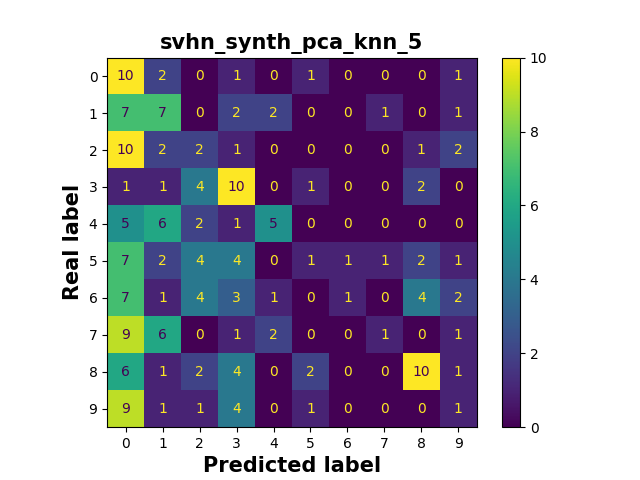 svhn_synth_pca_knn_5
0 10 2 0 1 0 1 0 0 0 1
1 7 7 0 2 2 0 0 1 0 1
2 10 2 2 1 0 0 0 0 1 2
3 1 1 4 10 0 1 0 0 2 0
4 5 6 2 1 5 0 0 0 0 0
5 7 2 4 4 0 1 1 1 2 1
6 7 1 4 3 1 0 1 0 4 2
7 9 6 0 1 2 0 0 1 0 1
8 6 1 2 4 0 2 0 0 10 1
9 9 1 1 4 0 1 0 0 0 1
0 1 2 3 4 5 6 7 8 9
Predicted label
Real label
10
8
6
4
2
0